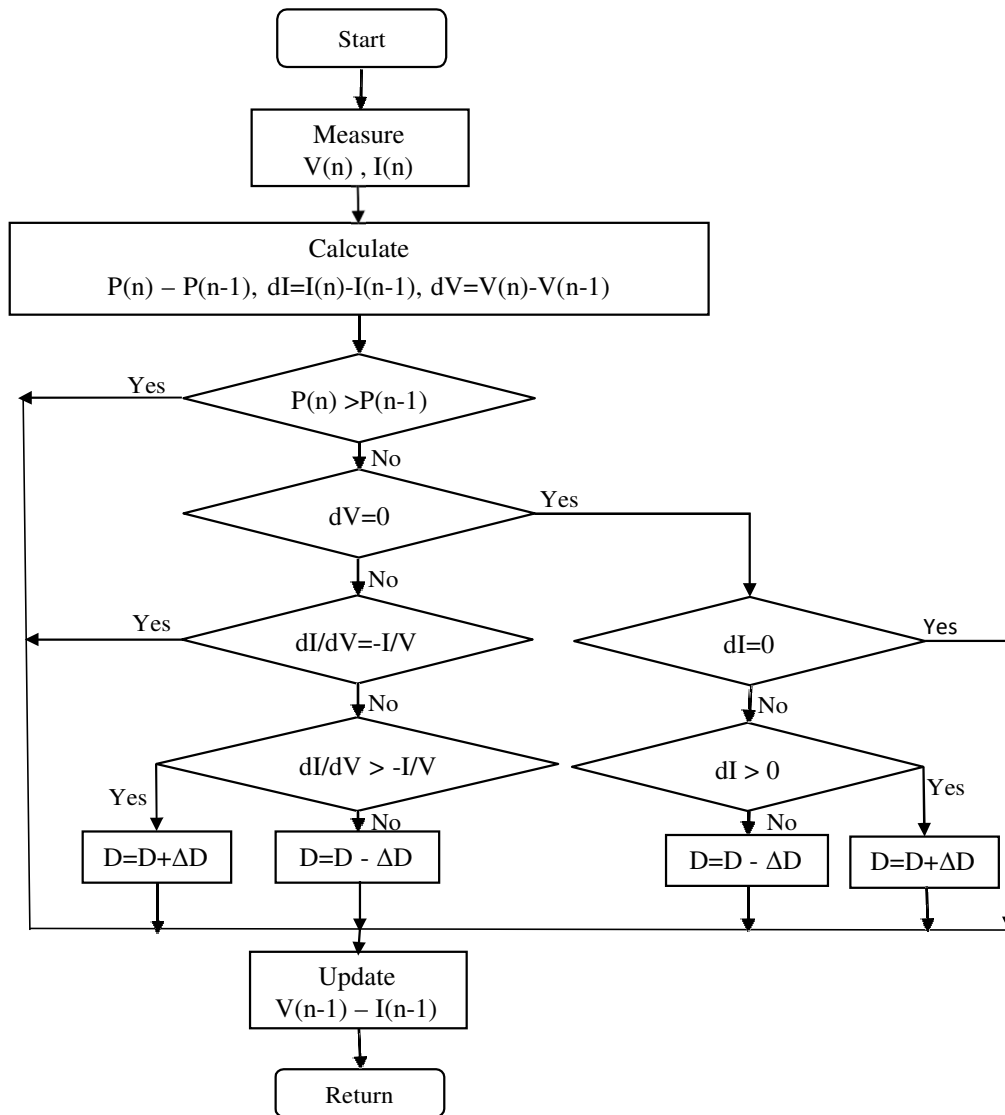 Start
Measure
V(n) , I(n)
Calculate
P(n) – P(n-1), dI=I(n)-I(n-1), dV=V(n)-V(n-1)
Yes
P(n) >P(n-1)
No
Yes
dV=0
No
Yes
dI/dV=-I/V
dI=0
Yes
No
No
dI/dV > -I/V
dI > 0
Yes
Yes
No
No
D=D+ΔD
D=D - ΔD
D=D - ΔD
D=D+ΔD
Update
V(n-1) – I(n-1)
Return